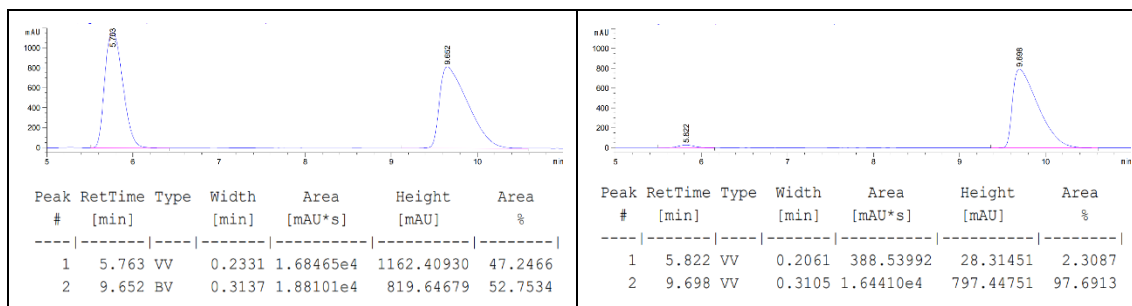 mAU
1000
800
600
400
200
0
5.763
9.652
5 6 7 8 9 10 min
Peak RetTime Type Width Area Height Area
# [min] [min] [mAU*s] [mAU] %
----|-------|----|-------|----------|----------|--------|
1 5.763 VV 0.2331 1.68465e4 1162.40930 47.2466
2 9.652 BV 0.3137 1.88101e4 819.64679 52.7534
mAU
1000
800
600
400
200
0
5.822
9.698
5 6 7 8 9 10 min
Peak RetTime Type Width Area Height Area
# [min] [min] [mAU*s] [mAU] %
----|-------|----|-------|----------|----------|--------|
1 5.822 VV 0.2061 388.53992 28.31451 2.3087
2 9.698 VV 0.3105 1.64410e4 797.44751 97.6913